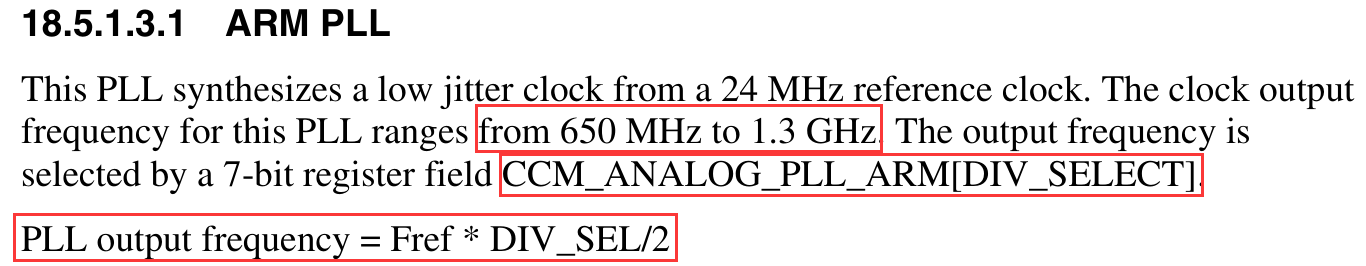 18.5.1.3.1 ARM PLL
This PLL synthesizes a low jitter clock from a 24 MHz reference clock. The clock output
frequency for this PLL ranges from 650 MHz to 1.3 GHz. The output frequency is
selected by a 7-bit register field CCM_ANALOG_PLL_ARM[DIV_SELECT].
PLL output frequency = Fref * DIV_SEL/2